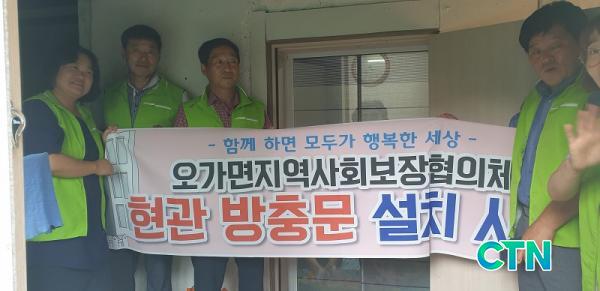 - 함께 하면 모두가 행복한 세상 -
오가면지역사회보장협의체
현관 방충문 설치 사
CTN